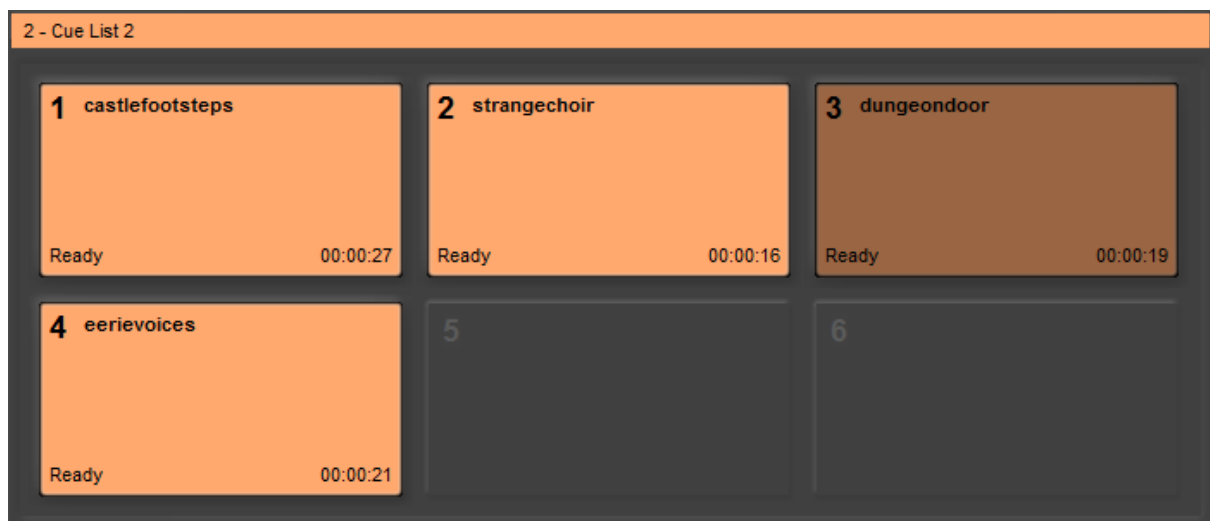 2 - Cue List 2
1 castlefootsteps
Ready 00:00:27
2 strangechoir
Ready 00:00:16
3 dungeondoor
Ready 00:00:19
4 eerievoices
Ready 00:00:21
5
6